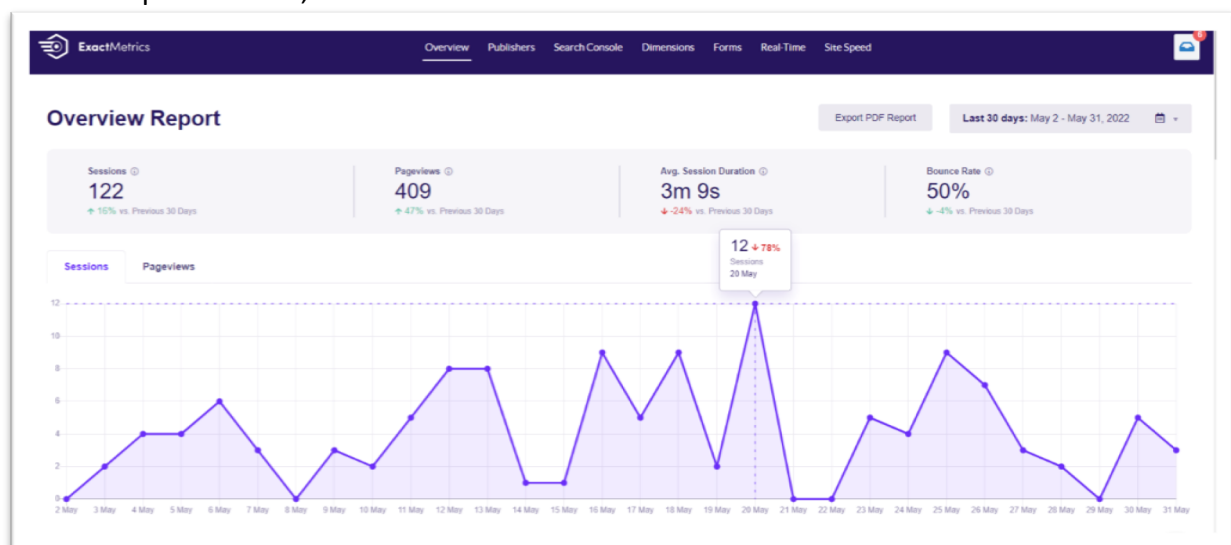 ExactMetrics
Overview Publishers Search Console Dimensions Forms Real-Time Site Speed
6
Overview Report
Export PDF Report
Last 30 days: May 2 - May 31, 2022
Sessions
122
16% vs. Previous 30 Days
Pageviews
409
47% vs. Previous 30 Days
Avg. Session Duration
3m 9s
-24% vs. Previous 30 Days
Bounce Rate
50%
-4% vs. Previous 30 Days
Sessions Pageviews
12 78%
Sessions
20 May
12
10
8
6
4
2
0
2 May 3 May 4 May 5 May 6 May 7 May 8 May 9 May 10 May 11 May 12 May 13 May 14 May 15 May 16 May 17 May 18 May 19 May 20 May 21 May 22 May 23 May 24 May 25 May 26 May 27 May 28 May 29 May 30 May 31 May